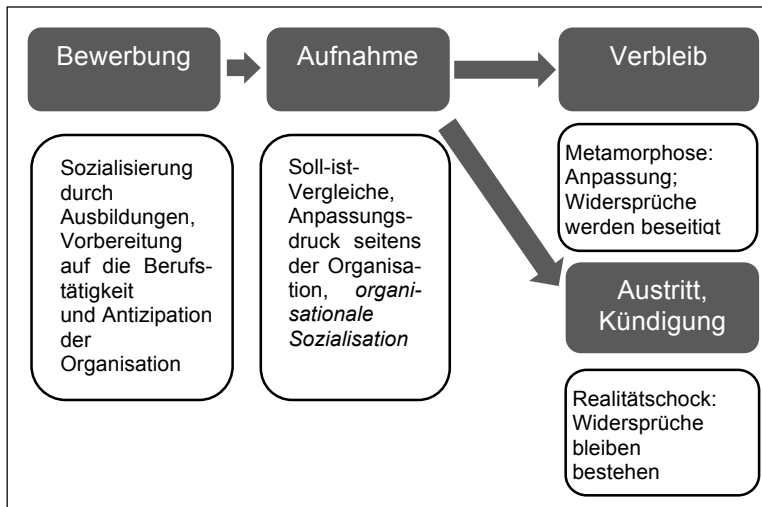 Bewerbung
Sozialisierung
durch
Ausbildungen,
Vorbereitung
auf die Berufs-
tätigkeit
und Antizipation
der
Organisation
Aufnahme
Soll-ist-
Vergleiche,
Anpassungs-
druck seitens
der Organisa-
tion, organi-
sationale
Sozialisation
Verbleib
Metamorphose:
Anpassung;
Widersprüche
werden beseitigt
Austritt,
Kündigung
Realitätschock:
Widersprüche
bleiben
bestehen